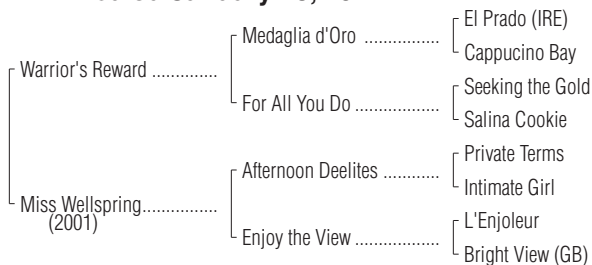 El Prado (IRE)
Medaglia d'Oro ...............
Cappucino Bay
Warrior's Reward .............
Seeking the Gold
For All You Do .................
Salina Cookie
Private Terms
Afternoon Deelites ...........
Intimate Girl
Miss Wellspring...............
(2001)
L'Enjoleur
Enjoy the View .................
Bright View (GB)